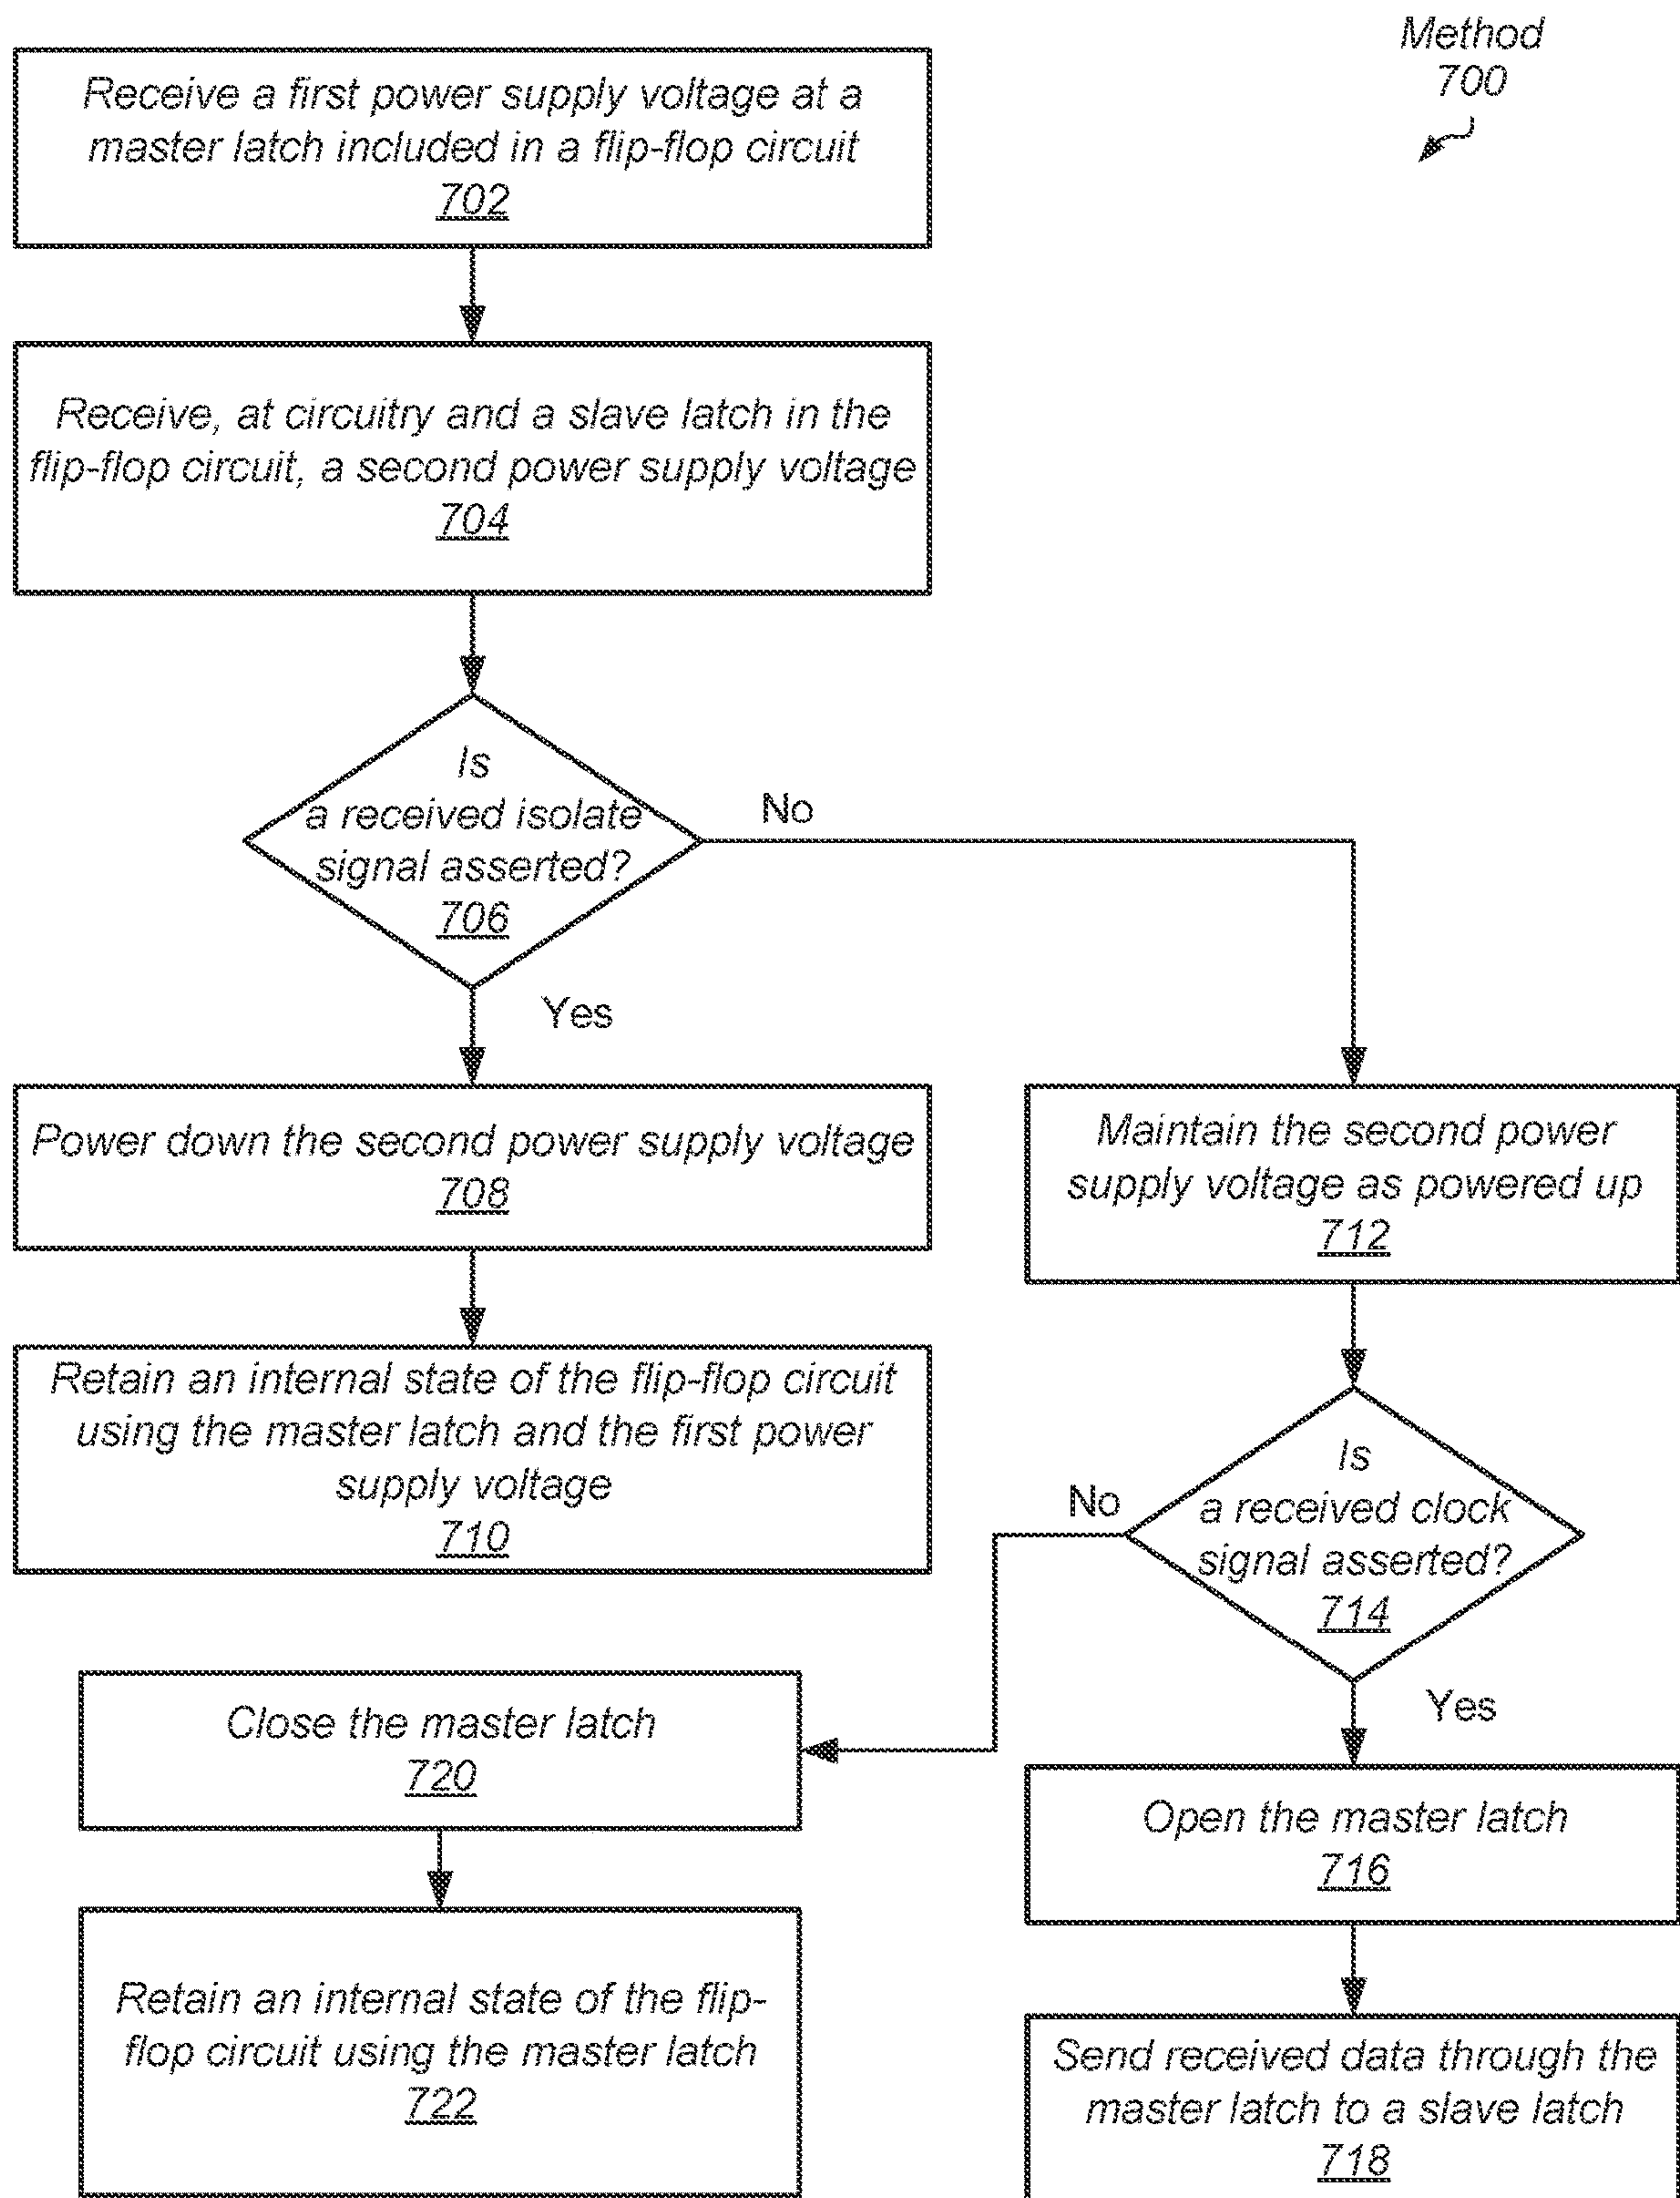 Method
700
Receive a first power supply voltage at a
master latch included in a flip-flop circuit
702
Receive, at circuitry and a slave latch in the
flip-flop circuit, a second power supply voltage
704
Is
a received isolate
signal asserted?
706
No
Yes
Power down the second power supply voltage
708
Maintain the second power
supply voltage as powered up
712
Retain an internal state of the flip-flop circuit
using the master latch and the first power
supply voltage
710
Is
a received clock
signal asserted?
714
No
Yes
Close the master latch
720
Open the master latch
716
Retain an internal state of the flip-
flop circuit using the master latch
722
Send received data through the
master latch to a slave latch
718